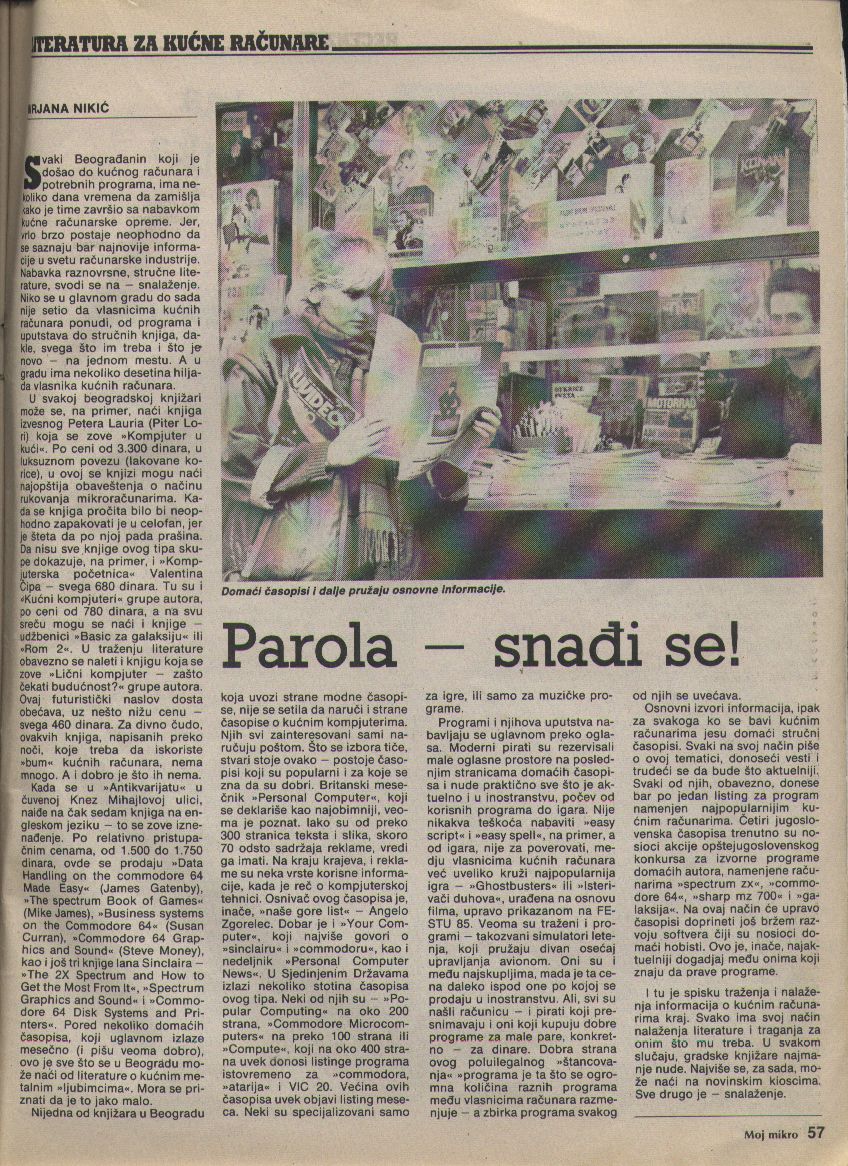 LITERATURA ZA KUĆNE RAČUNARE
IRJANA NIKIĆ
Svaki Beograđanin koji je
došao do kućnog računara i
potrebnih programa, ima ne-
koliko dana vremena da zamišlja
kako je time završio sa nabavkom
kućne računarske opreme. Jer,
vrlo brzo postaje neophodno da
se saznaju bar najnovije informa-
cije u svetu računarske industrije.
Nabavka raznovrsne, stručne lite-
rature, svodi se na — snalaženje.
Niko se u glavnom gradu do sada
nije setio da vlasnicima kućnih
računara ponudi, od programa i
uputstava do stručnih knjiga, da-
kle, svega što im treba i što je
novo — na jednom mestu. A u
gradu ima nekoliko desetina hilja-
da vlasnika kućnih računara.
U svakoj beogradskoj knjižari
može se, na primer, naći knjiga
izvesnog Petera Lauria (Piter Lo-
ri) koja se zove »Kompjuter u
kući«. Po ceni od 3.300 dinara, u
luksuznom povezu (lakovane ko-
rice), u ovoj se knjizi mogu naći
najopštija obaveštenja o načinu
rukovanja mikroračunarima. Ka-
da se knjiga pročita bilo bi neop-
hodno zapakovati je u celofan, jer
je šteta da po njoj pada prašina.
Da nisu sve knjige ovog tipa sku-
pe dokazuje, na primer, i »Komp-
juterska početnica« Valentina
Čipa — svega 680 dinara. Tu su i
»Kućni kompjuteri« grupe autora,
po ceni od 780 dinara, a na svu
sreću mogu se naći i knjige —
udžbenici »Basic za galaksiju« ili
»Rom 2«. U traženju literature
obavezno se naleti i knjigu koja se
zove »Lični kompjuter — zašto
čekati budućnost?« grupe autora.
Ovaj futuristički naslov dosta
obećava, uz nešto nižu cenu —
svega 460 dinara. Za divno čudo,
ovakvih knjiga, napisanih preko
noći, koje treba da iskoriste
»bum« kućnih računara, nema
mnogo. A i dobro je što ih nema.
Kada se u »Antikvarijatu« u
čuvenoj Knez Mihajlovoj ulici,
naiđe na čak sedam knjiga na en-
gleskom jeziku — to se zove izne-
nađenje. Po relativno pristupa-
čnim cenama, od 1.500 do 1.750
dinara, ovde se prodaju »Data
Handling on the commodore 64
Made Easy« (James Gatenby),
»The spectrum Book of Games«
(Mike James), »Business systems
on the Commodore 64« (Susan
Curran), »Commodore 64 Grap-
hics and Sound« (Steve Money),
kao i još tri knjige Iana Sinclaira —
»The 2X Spectrum and How to
Get the Most From It«, »Spectrum
Graphics and Sound« i »Commo-
dore 64 Disk Systems and Pri-
nters«. Pored nekoliko domaćih
časopisa, koji uglavnom izlaze
mesečno (i pišu veoma dobro),
ovo je sve što se u Beogradu mo-
že naći od literature o kućnim me-
talnim »ljubimcima«. Mora se pri-
znati da je to jako malo.
Nijedna od knjižara u Beogradu
KONAMI
OTKRIĆE
SVETA
Domaći časopisi i dalje pružaju osnovne informacije.
Parola — snađi se!
koja uvozi strane modne časopi-
se, nije se setila da naruči i strane
časopise o kućnim kompjuterima.
Njih svi zainteresovani sami na-
ručuju poštom. Što se izbora tiče,
stvari stoje ovako — postoje časo-
pisi koji su popularni i za koje se
zna da su dobri. Britanski mese-
čnik »Personal Computer«, koji
se deklariše kao najobimniji, veo-
ma je poznat. Iako su od preko
300 stranica teksta i slika, skoro
70 odsto sadržaja reklame, vredi
ga imati. Na kraju krajeva, i rekla-
me su neka vrste korisne informa-
cije, kada je reč o kompjuterskoj
tehnici. Osnivač ovog časopisa je,
inače, »naše gore list« — Angelo
Zgorelec. Dobar je i »Your Com-
puter«, koji najviše govori o
»sinclairu« i »commodoru«, kao i
nedeljnik »Personal Computer
News«. U Sjedinjenim Državama
izlazi nekoliko stotina časopisa
ovog tipa. Neki od njih su — »Po-
pular Computing« na oko 200
strana, »Commodore Microcom-
puters« na preko 100 strana ili
»Compute«, koji na oko 400 stra-
na uvek donosi listinge programa
istovremeno za »commodora,
»atarija« i VIC 20. Većina ovih
časopisa uvek objavi listing mese-
ca. Neki su specijalizovani samo
za igre, ili samo za muzičke pro-
grame.
Programi i njihova uputstva na-
bavljaju se uglavnom preko ogla-
sa. Moderni pirati su rezervisali
male oglasne prostore na posled-
njim stranicama domaćih časopi-
sa i nude praktično sve što je ak-
tuelno i u inostranstvu, počev od
korisnih programa do igara. Nije
nikakva teškoća nabaviti »easy
script« i »easy spell«, na primer, a
od igara, nije za poverovati, me-
dju vlasnicima kućnih računara
već uveliko kruži najpopularnija
igra — »Ghostbusters« ili »Isteri-
vači duhova«, urađena na osnovu
filma, upravo prikazanom na FE-
STU 85. Veoma su traženi i pro-
grami — takozvani simulatori lete-
nja, koji pružaju divan osećaj
upravljanja avionom. Oni su i
među najskupljima, mada je ta ce-
na daleko ispod one po kojoj se
prodaju u inostranstvu. Ali, svi su
našli računicu — i pirati koji pre-
snimavaju i oni koji kupuju dobre
programe za male pare, konkret-
no — za dinare. Dobra strana
ovog poluilegalnog »štancova-
nja« programa je ta što se ogro-
mna količina raznih programa
među vlasnicima računara razme-
njuje — a zbirka programa svakog
od njih se uvećava.
Osnovni izvori informacija, ipak
za svakoga ko se bavi kućnim
računarima jesu domaći stručni
časopisi. Svaki na svoj način piše
o ovoj tematici, donoseći vesti i
trudeći se da bude što aktuelniji.
Svaki od njih, obavezno, donese
bar po jedan listing za program
namenjen najpopularnijim ku-
ćnim računarima. Četiri jugoslo-
venska časopisa trenutno su no-
sioci akcije opštejugoslovenskog
konkursa za izvorne programe
domaćih autora, namenjene raču-
narima »spectrum zx«, »commo-
dore 64«, »sharp mz 700« i »ga-
laksija«. Na ovaj način će upravo
časopisi doprineti još bržem raz-
voju softvera čiji su nosioci do-
maći hobisti. Ovo je, inače, najak-
tuelniji dogadjaj među onima koji
znaju da prave programe.
I tu je spisku traženja i nalaže-
nja informacija o kućnim računa-
rima kraj. Svako ima svoj način
nalaženja literature i traganja za
onim što mu treba. U svakom
slučaju, gradske knjižare najma-
nje nude. Najviše se, za sada, mo-
že naći na novinskim kioscima.
Sve drugo je — snalaženje.
Moj mikro 57